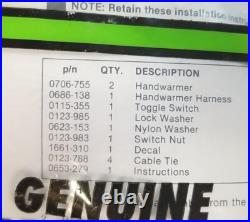 NOTE: Retain these installation
p/n QTY. DESCRIPTION
0706-755 2 Handwarmer
0686-138 1 Handwarmer Harness
0115-355 1 Toggle Switch
0123-985 1 Lock Washer
0623-153 1 Nylon Washer
0123-983 1 Switch Nut
1661-310 1 Decal
0123-788 4 Cable Tie
0653-279 1 Instructions
GENUINE